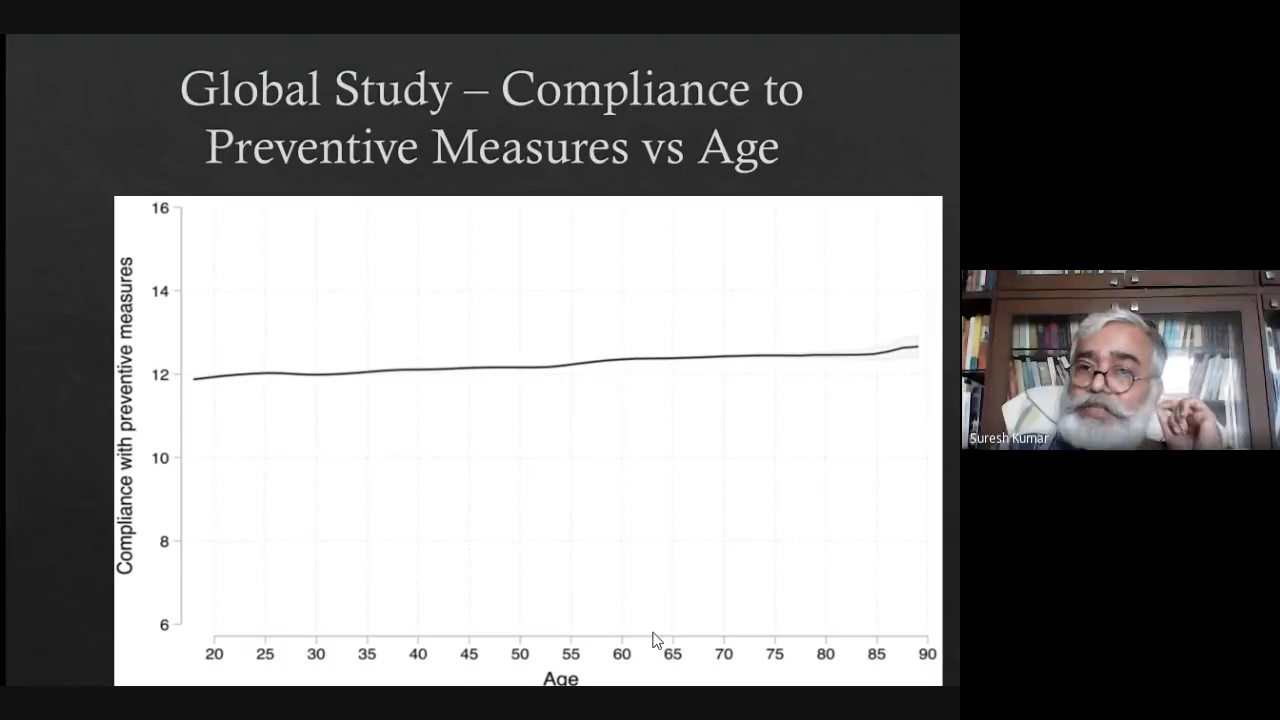 Global Study – Compliance to
Preventive Measures vs Age
Compliance with preventive measures
16
14
12
10
8
6
20 25 30 35 40 45 50 55 60 65 70 75 80 85 90
Age
Suresh Kumar